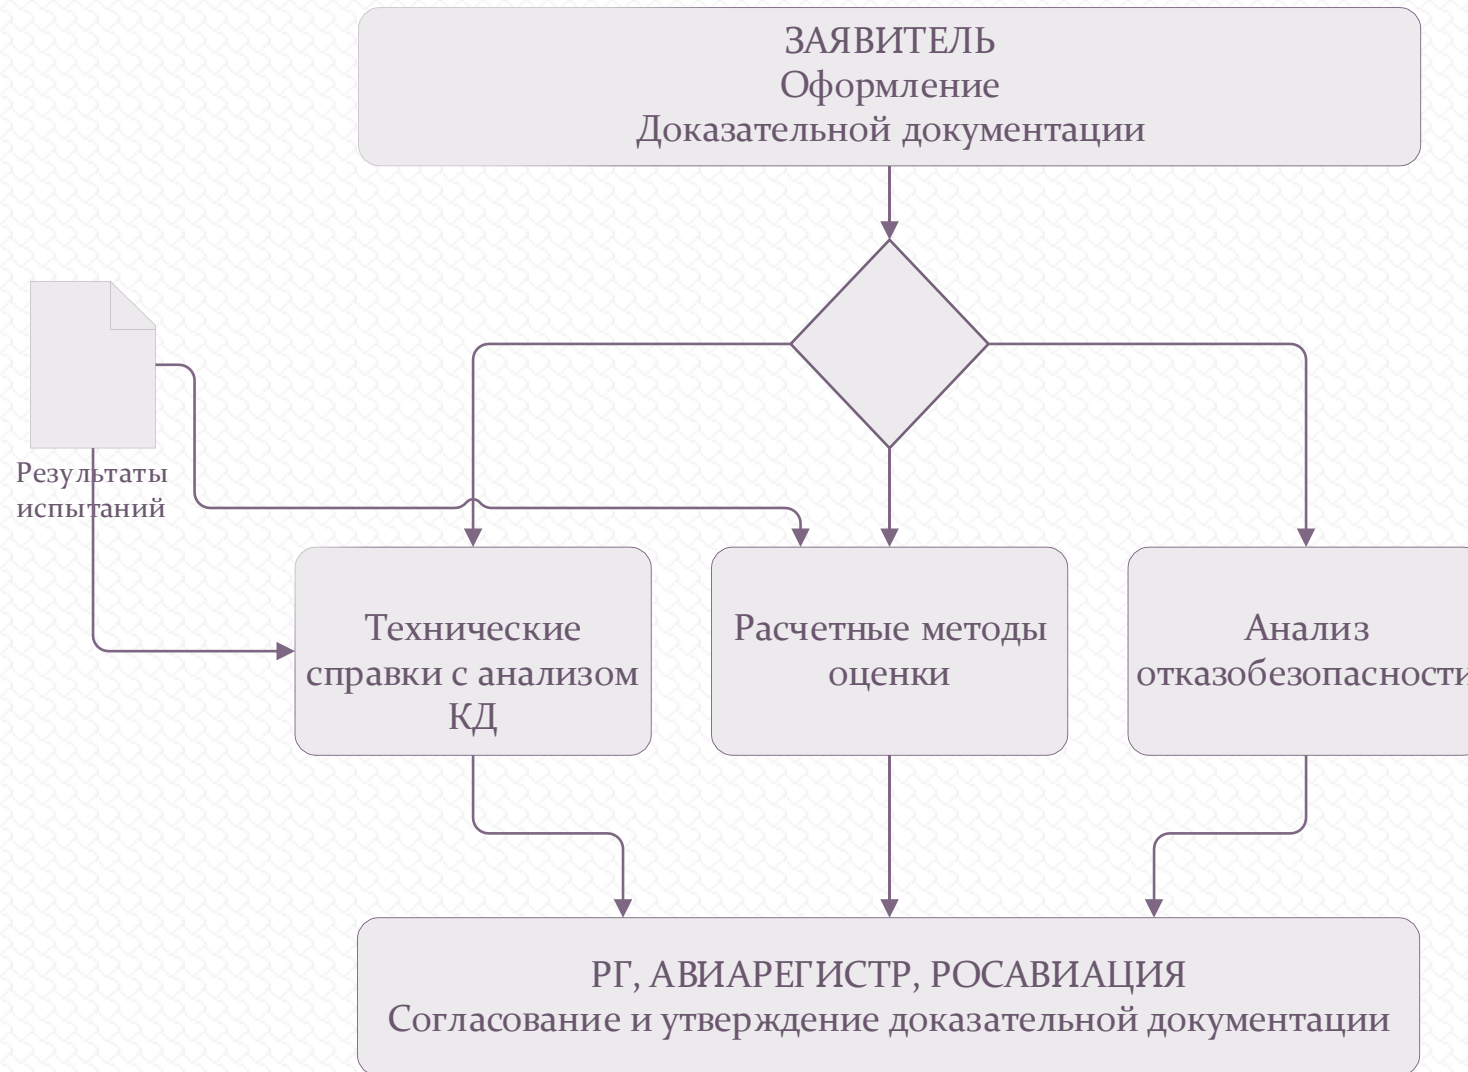 ЗАЯВИТЕЛЬ
Оформление
Доказательной документации
Результаты
испытаний
Технические
справки с анализом
КД
Расчетные методы
оценки
Анализ
отказобезопасности
РГ, АВИАРЕГИСТР, РОСАВИАЦИЯ
Согласование и утверждение доказательной документации